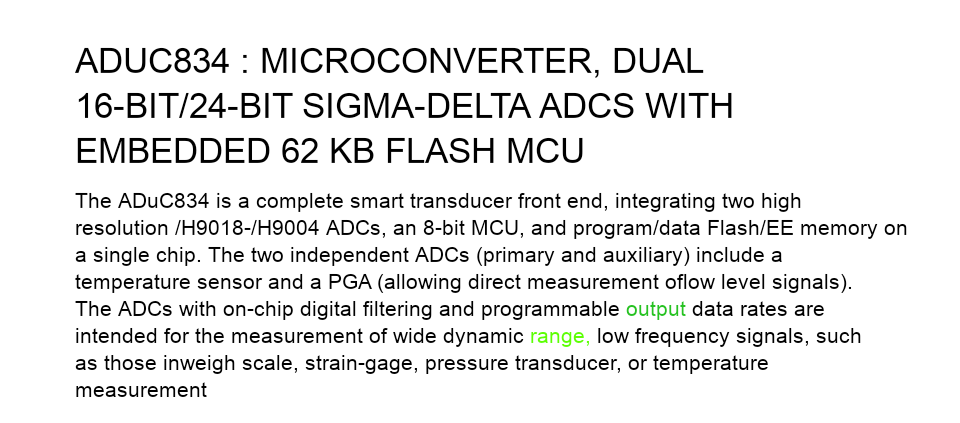 ADUC834 : MICROCONVERTER, DUAL
16-BIT/24-BIT SIGMA-DELTA ADCS WITH
EMBEDDED 62 KB FLASH MCU
The ADuC834 is a complete smart transducer front end, integrating two high
resolution /H9018-/H9004 ADCs, an 8-bit MCU, and program/data Flash/EE memory on
a single chip. The two independent ADCs (primary and auxiliary) include a
temperature sensor and a PGA (allowing direct measurement oflow level signals).
The ADCs with on-chip digital filtering and programmable output data rates are
intended for the measurement of wide dynamic range, low frequency signals, such
as those inweigh scale, strain-gage, pressure transducer, or temperature
measurement